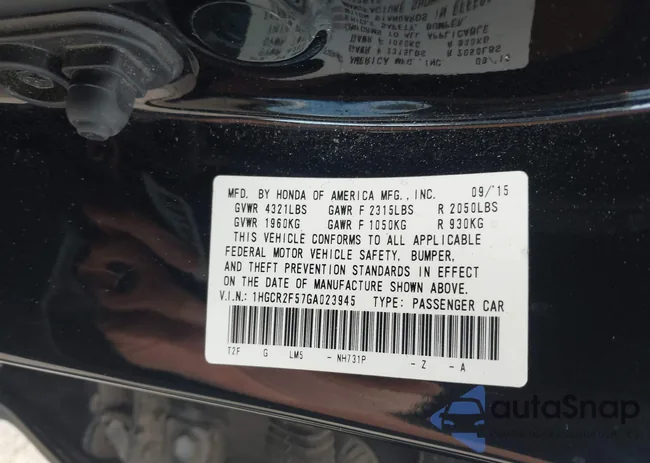 MFD. BY HONDA OF AMERICA MFG., INC. 09/'15
GVWR 4321LBS GAWR F 2315LBS R 2050LBS
GVWR 1960KG GAWR F 1050KG R 930KG
THIS VEHICLE CONFORMS TO ALL APPLICABLE
FEDERAL MOTOR VEHICLE SAFETY, BUMPER,
AND THEFT PREVENTION STANDARDS IN EFFECT
ON THE DATE OF MANUFACTURE SHOWN ABOVE.
V.I.N.: 1HGCR2F57GA023945 TYPE: PASSENGER CAR
T2F G LM5 - NH731P - Z - A
autoSnap